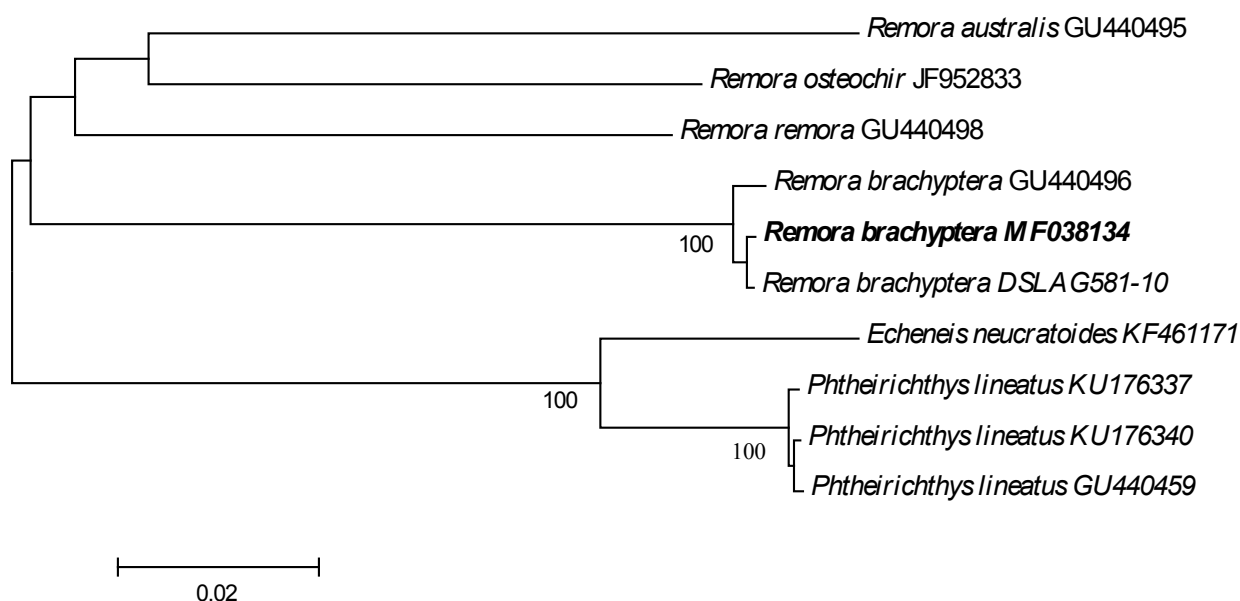 Remora australis GU440495
Remora osteochir JF952833
Remora remora GU440498
Remora brachyptera GU440496
Remora brachyptera MF038134
100
Remora brachyptera DSLAG581-10
Echeneis neucratoides KF461171
Phtheirichthys lineatus KU176337
100
Phtheirichthys lineatus KU176340
100
Phtheirichthys lineatus GU440459
0.02